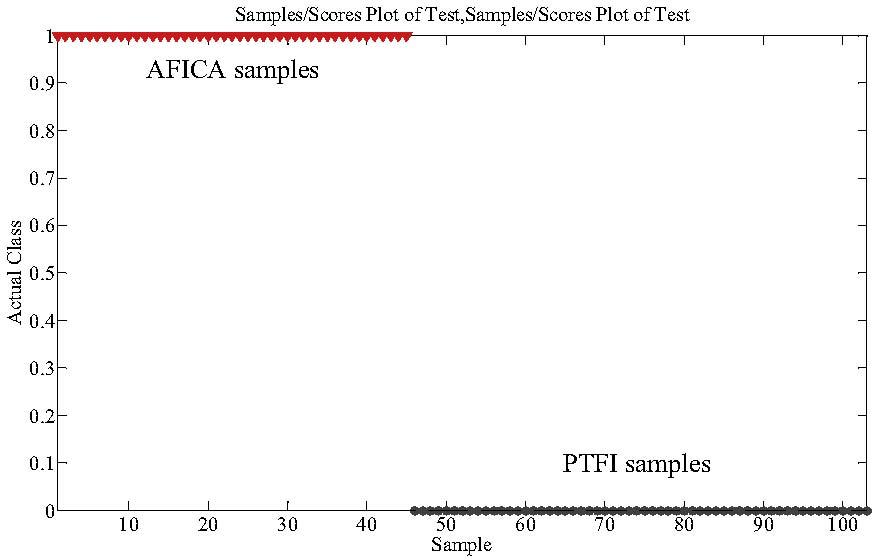 Samples/Scores Plot of Test,Samples/Scores Plot of Test
1
AFICA samples
0.9
0.8
0.7
0.6
0.5
0.4
0.3
0.2
0.1
0
Actual Class
PTFI samples
10 20 30 40 50 60 70 80 90 100
Sample